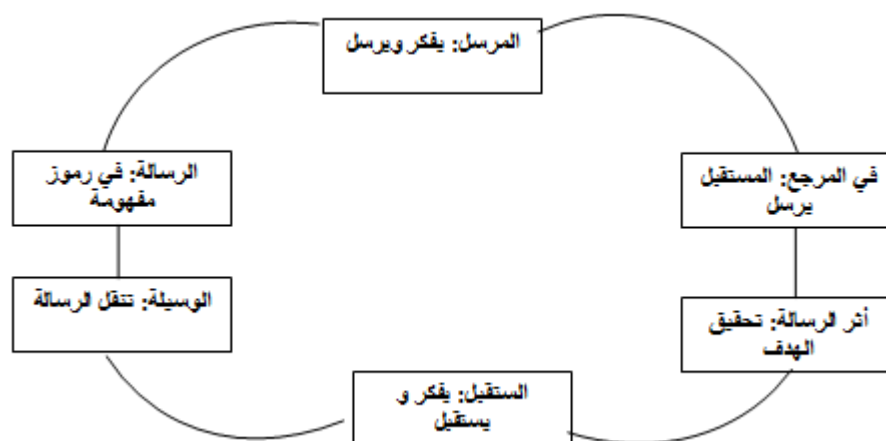 المرسل: يفكر ويرسل
الرسالة: في رموز
مفهومة
في المرجع: المستقبل
يرسل
الوسيلة: تنقل الرسالة
أثر الرسالة: تحقيق
الهدف
الستقبل: يفكر و
يستقبل